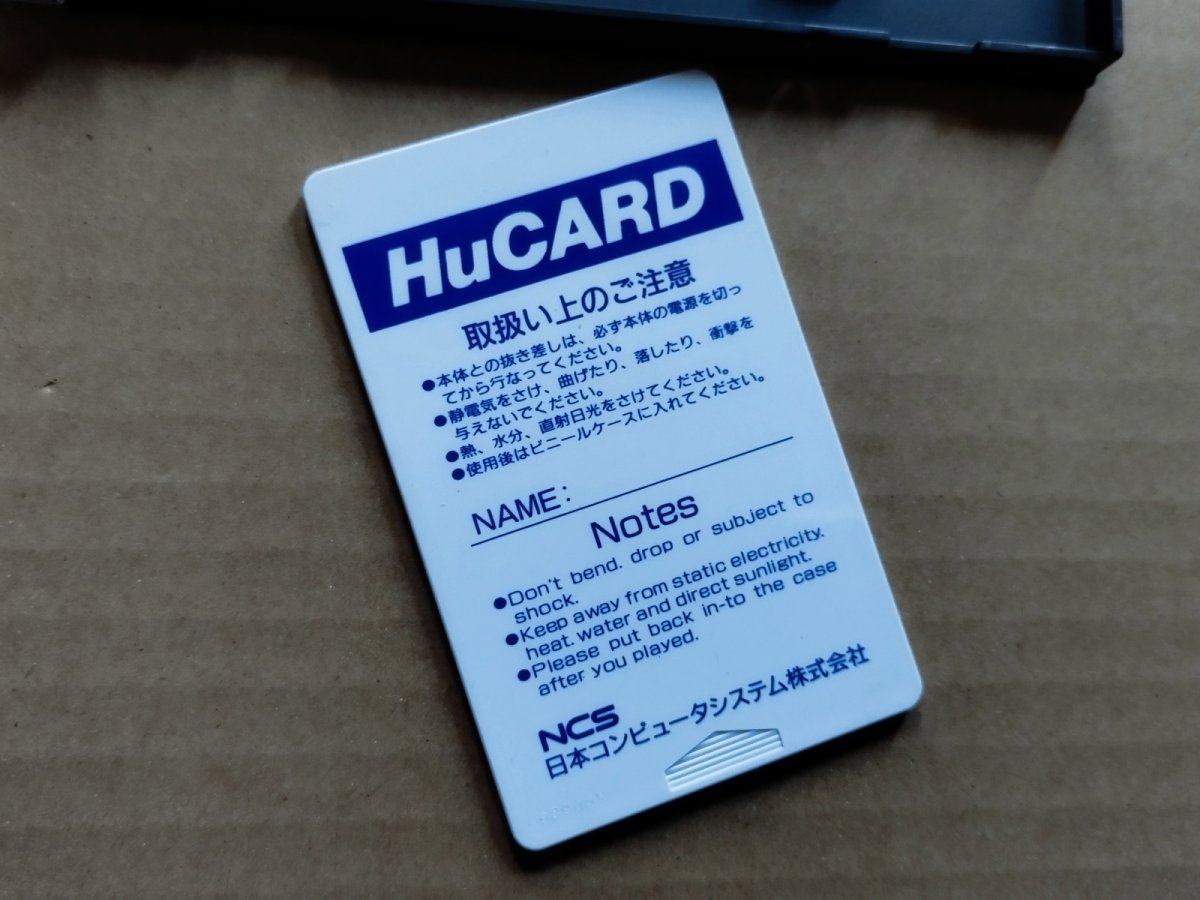 HuCARD
取扱い上のご注意
●本体との抜き差しは、必ず本体の電源を切っ
てから行なってください。
●静電気をさけ、曲げたり、落したり、衝撃を
与えないでください。
●熱、水分、直射日光をさけてください。
●使用後はビニールケースに入れてください。
NAME:
Notes
●Don't bend. drop or subject to
shock.
●Keep away from static electricity.
heat. water and direct sunlight.
●Please put back in-to the case
after you played.
NCS
日本コンピュータシステム株式会社